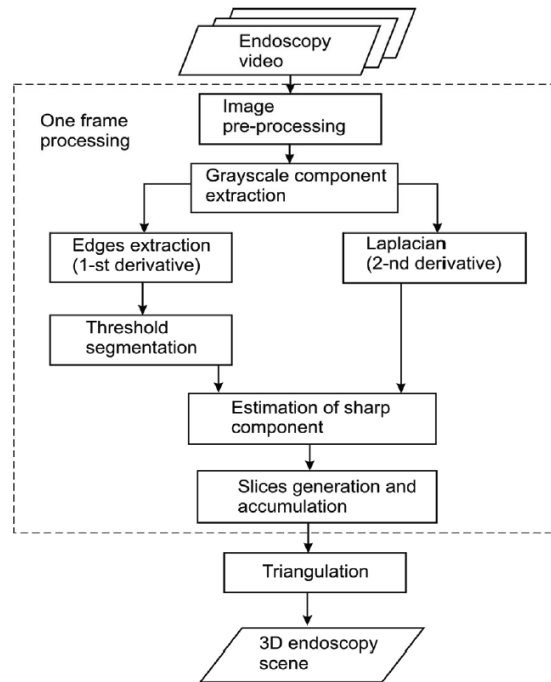 Endoscopy
video
One frame
processing
Image
pre-processing
Grayscale component
extraction
Edges extraction
(1-st derivative)
Laplacian
(2-nd derivative)
Threshold
segmentation
Estimation of sharp
component
Slices generation and
accumulation
Triangulation
3D endoscopy
scene